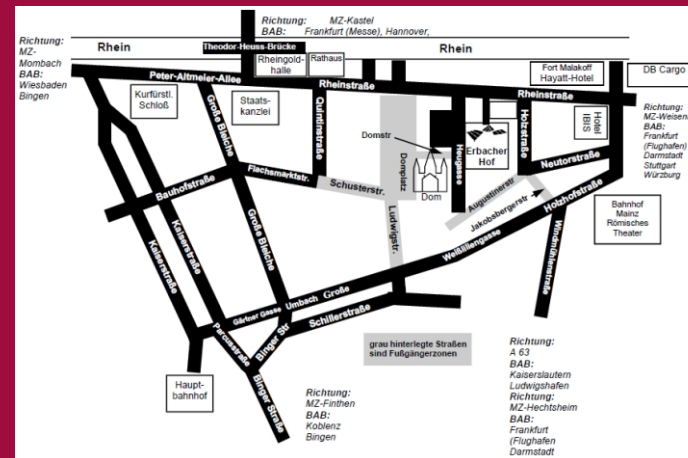 Richtung:
MZ-
Mombach
BAB:
Wiesbaden
Bingen
Richtung: MZ-Kastel
BAB: Frankfurt (Messe), Hannover,
Rhein
Theodor-Heuss-Brücke
Rhein
Rheingold-
halle
Rathaus
Fort Malakoff
Hayatt-Hotel
DB Cargo
Peter-Altmeier-Allee
Rheinstraße
Rheinstraße
Kurfürstl.
Schloß
Große Bleiche
Staats-
kanzlei
Quintinstraße
Domstr
Domplatz
Dom
Heugasse
Erbacher
Hof
Holzstraße
Hotel
IBIS
Richtung:
MZ-Weisena
BAB:
Frankfurt
(Flughafen)
Darmstadt
Stuttgart
Würzburg
Neutorstraße
Flachsmarktstr.
Schusterstr.
Bauhofstraße
Augustinerstr
Jakobsbergerstr
Holzhofstraße
Kaiserstraße
Kaiserstraße
Große Bleiche
Ludwigstr.
Weißliliengasse
Windmühlenstraße
Bahnhof
Mainz
Römisches
Theater
Gärtner Gasse
Umbach
Große
Schillerstraße
Parcusstraße
Binger Str
Binger Straße
Haupt-
bahnhof
grau hinterlegte Straßen
sind Fußgängerzonen
Richtung:
MZ-Finthen
BAB:
Koblenz
Bingen
Richtung:
A 63
BAB:
Kaiserslautern
Ludwigshafen
Richtung:
MZ-Hechtsheim
BAB:
Frankfurt
(Flughafen
Darmstadt